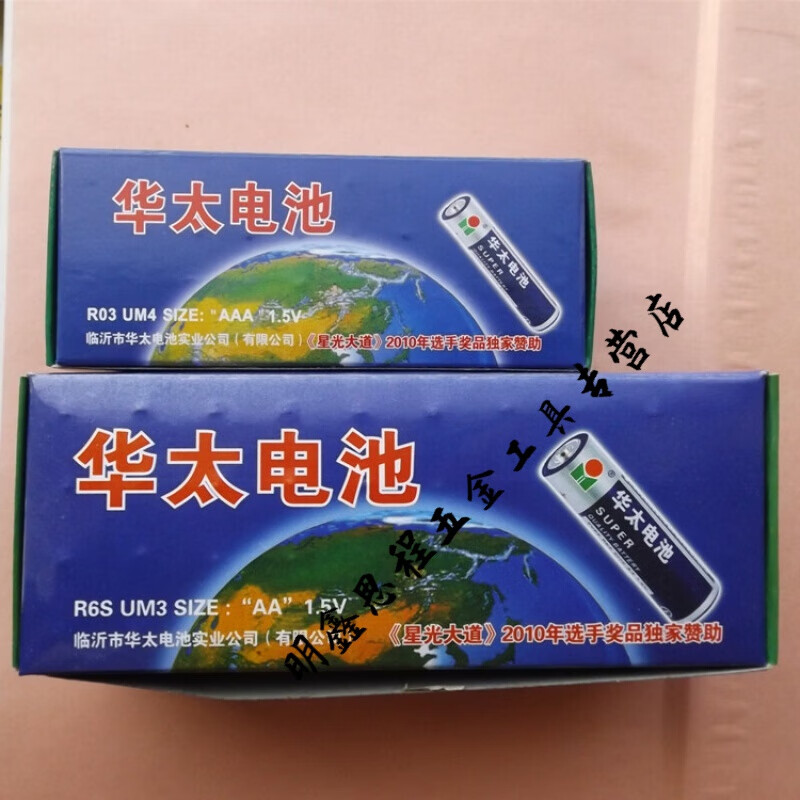 华太电池
华太电池
SUPER
R03 UM4 SIZE: "AAA" 1.5V
临沂市华太电池实业公司(有限公司)
《星光大道》2010年选手奖品独家赞助
华太电池
华太电池
SUPER
QUALITY BATTERY
R6S UM3 SIZE: "AA" 1.5V
临沂市华太电池实业公司(有限公司)
《星光大道》2010年选手奖品独家赞助
明鑫思程五金工具专营店